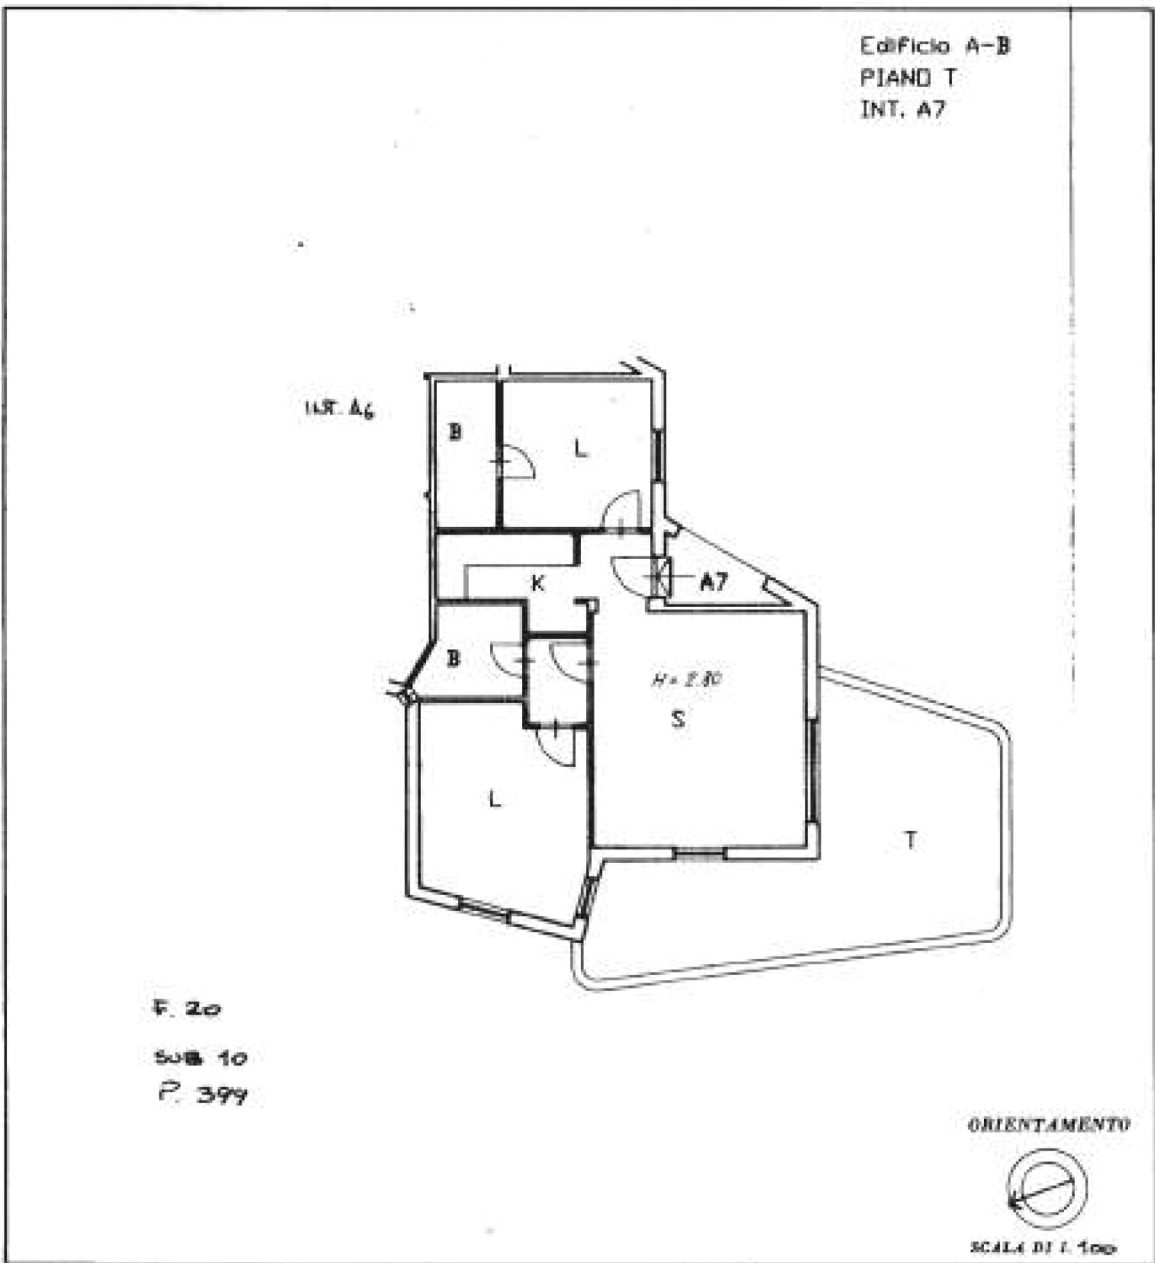 Edificio A-B
PIANO T
INT. A7
INT. A6
B
L
K
A7
B
H = 2.80
S
L
T
F. 20
SUB 10
P. 399
ORIENTAMENTO
SCALA DI 1. 100